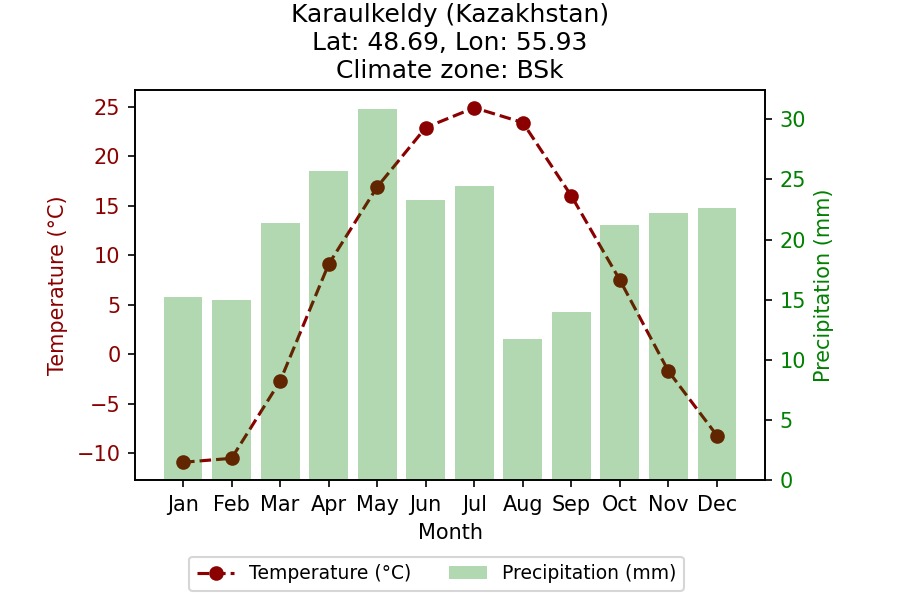 Karaulkeldy (Kazakhstan)
Lat: 48.69, Lon: 55.93
Climate zone: BSk
25
20
15
10
5
0
−5
−10
Temperature (°C)
30
25
20
15
10
5
0
Precipitation (mm)
Jan Feb Mar Apr May Jun Jul Aug Sep Oct Nov Dec
Month
Temperature (°C) Precipitation (mm)